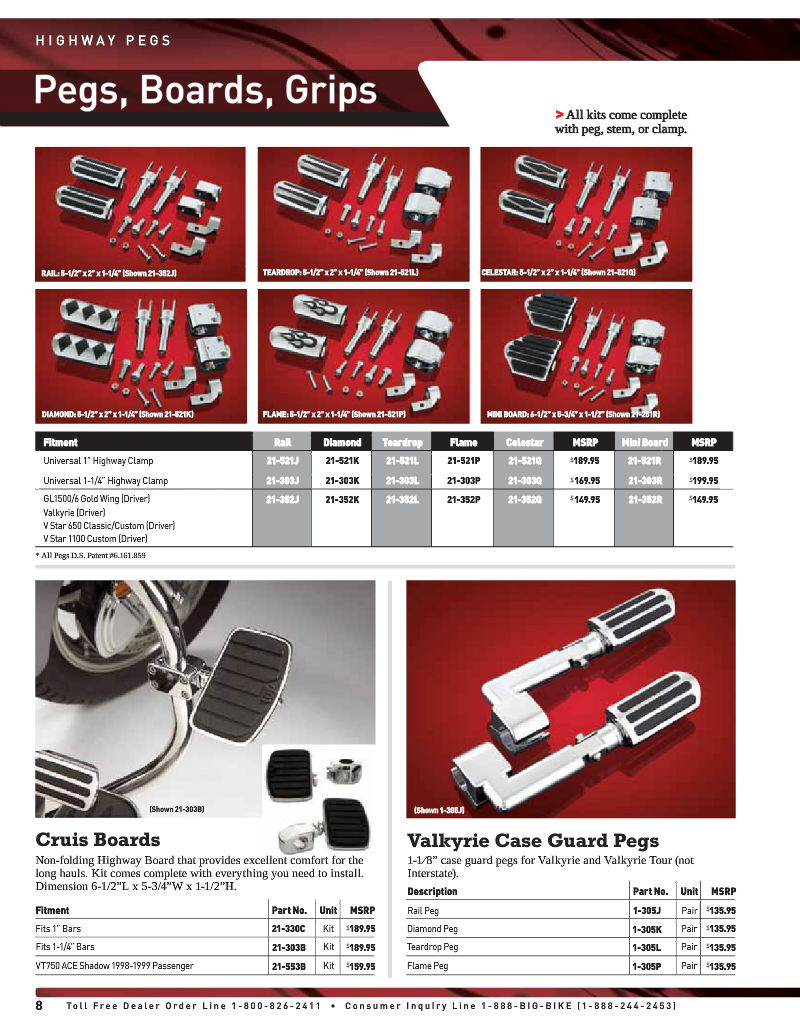 HIGHWAY PEGS
Pegs, Boards, Grips
> All kits come complete
with peg, stem, or clamp.
RAIL: 5-1/2" x 2" x 1-1/4" (Shown 21-352J)
TEARDROP: 5-1/2" x 2" x 1-1/4" (Shown 21-521L)
CELESTAR: 5-1/2" x 2" x 1-1/4" (Shown 21-521Q)
DIAMOND: 5-1/2" x 2" x 1-1/4" (Shown 21-521K)
FLAME: 5-1/2" x 2" x 1-1/4" (Shown 21-521P)
MINI BOARD: 6-1/2" x 5-3/4" x 1-1/2" (Shown 21-251R)
Fitment Rail Diamond Teardrop Flame Celestar MSRP Mini Board MSRP
Universal 1" Highway Clamp 21-521J 21-521K 21-521L 21-521P 21-521Q $189.95 21-521R $189.95
Universal 1-1/4" Highway Clamp 21-303J 21-303K 21-303L 21-303P 21-303Q $169.95 21-303R $199.95
GL1500/6 Gold Wing (Driver) 21-352J 21-352K 21-352L 21-352P 21-352Q $149.95 21-352R $149.95
Valkyrie (Driver)
V Star 650 Classic/Custom (Driver)
V Star 1100 Custom (Driver)
* All Pegs D.S. Patent #6.161.859
(Shown 21-303B)
Cruis Boards
Non-folding Highway Board that provides excellent comfort for the
long hauls. Kit comes complete with everything you need to install.
Dimension 6-1/2"L x 5-3/4"W x 1-1/2"H.
Fitment Part No. Unit MSRP
Fits 1" Bars 21-330C Kit $189.95
Fits 1-1/4" Bars 21-303B Kit $189.95
VT750 ACE Shadow 1998-1999 Passenger 21-553B Kit $159.95
(Shown 1-305J)
Valkyrie Case Guard Pegs
1-1/8" case guard pegs for Valkyrie and Valkyrie Tour (not
Interstate).
Description Part No. Unit MSRP
Rail Peg 1-305J Pair $135.95
Diamond Peg 1-305K Pair $135.95
Teardrop Peg 1-305L Pair $135.95
Flame Peg 1-305P Pair $135.95
8 Toll Free Dealer Order Line 1-800-826-2411 • Consumer Inquiry Line 1-888-BIG-BIKE (1-888-244-2453)